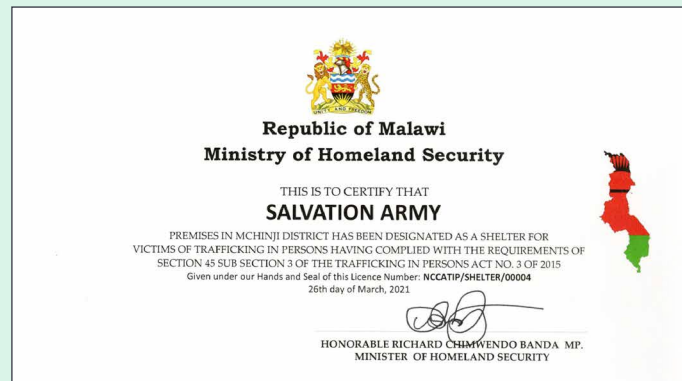 UNITY AND FREEDOM
Republic of Malawi
Ministry of Homeland Security
THIS IS TO CERTIFY THAT
SALVATION ARMY
PREMISES IN MCHINJI DISTRICT HAS BEEN DESIGNATED AS A SHELTER FOR
VICTIMS OF TRAFFICKING IN PERSONS HAVING COMPLIED WITH THE REQUIREMENTS OF
SECTION 45 SUB SECTION 3 OF THE TRAFFICKING IN PERSONS ACT NO. 3 OF 2015
Given under our Hands and Seal of this Licence Number: NCCATIP/SHELTER/00004
26th day of March, 2021
HONORABLE RICHARD CHIMWENDO BANDA MP.
MINISTER OF HOMELAND SECURITY